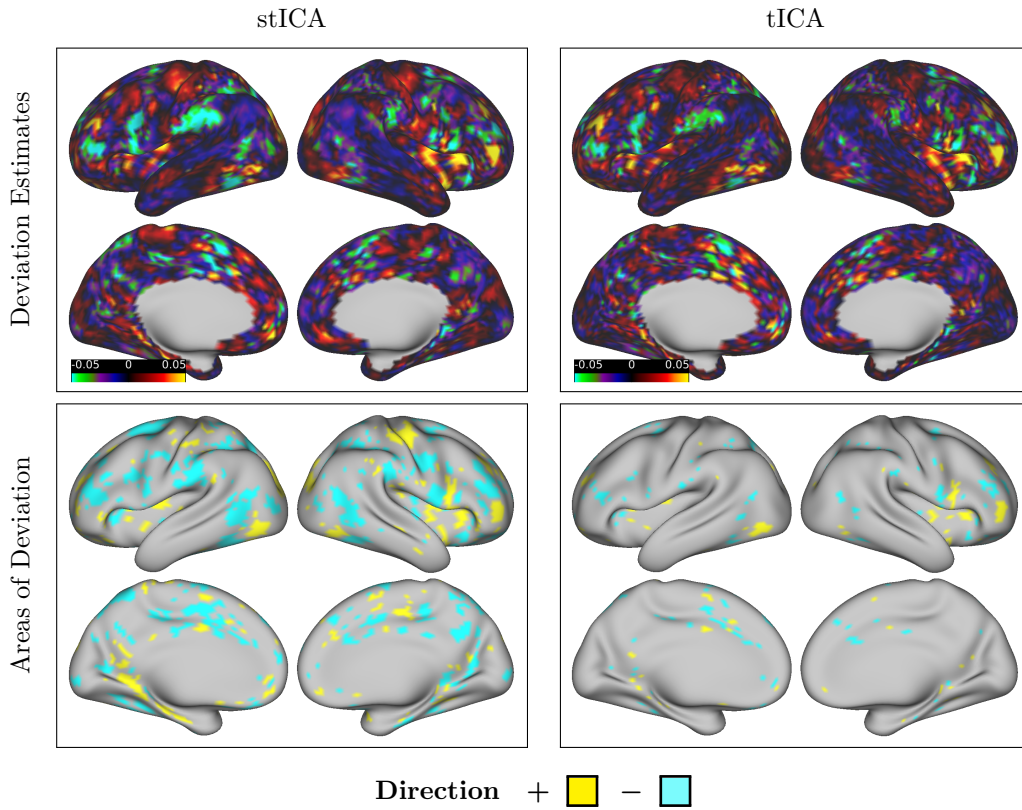 stICA tICA
Deviation Estimates
-0.05 0 0.05 -0.05 0 0.05
Areas of Deviation
Direction + −